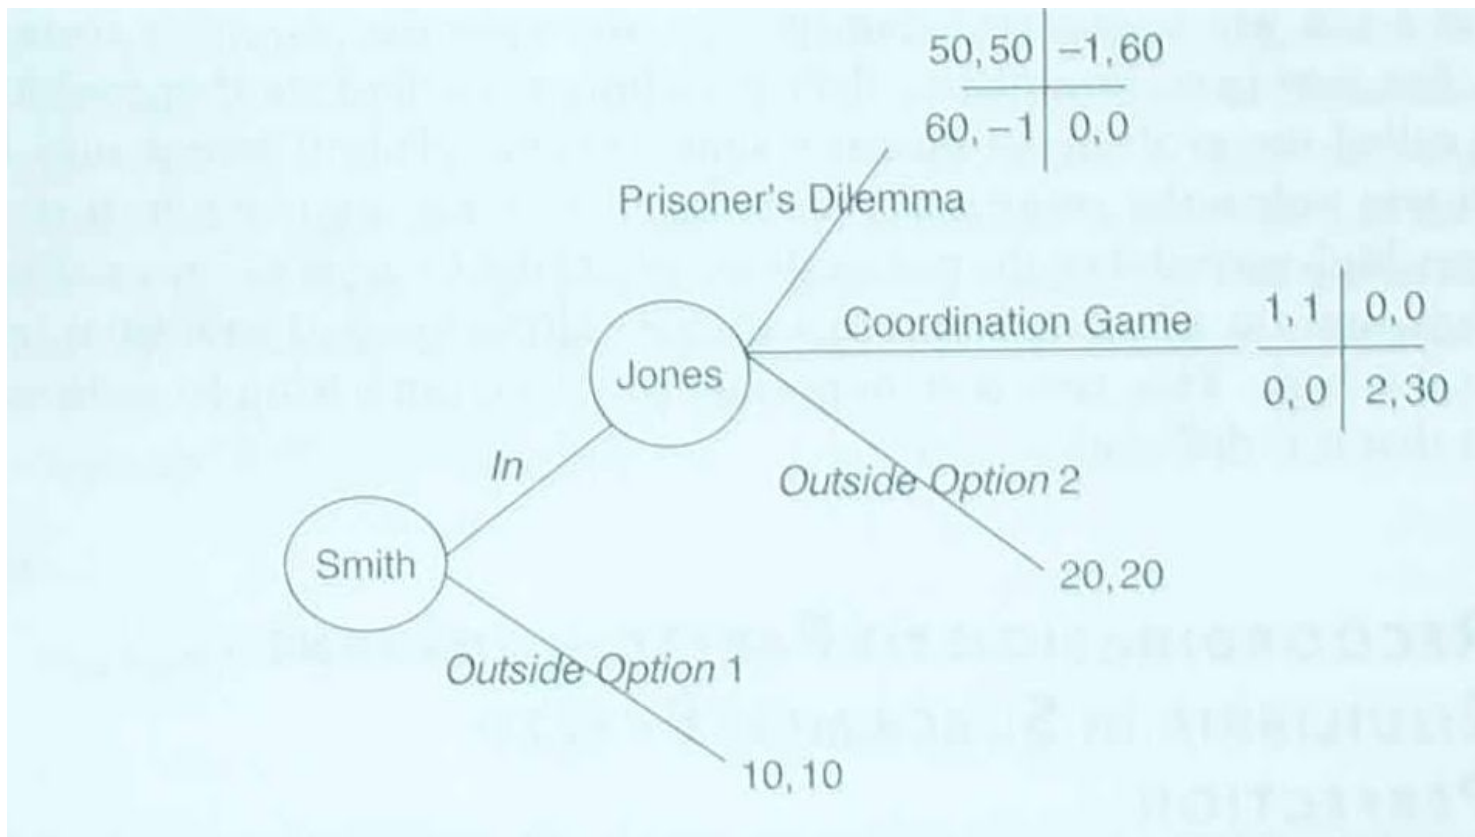 50,50 −1,60
60,−1 0,0
Prisoner's Dilemma
Coordination Game
1,1 0,0
0,0 2,30
Jones
In
Outside Option 2
Smith
20,20
Outside Option 1
10,10